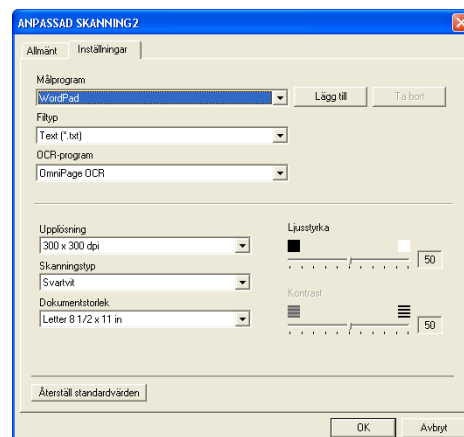 ANPASSAD SKANNING2
Allmänt Inställningar
Målprogram
WordPad Lägg till Ta bort
Filtyp
Text (*.txt)
OCR-program
OmniPage OCR
Upplösning Ljusstyrka
300 x 300 dpi 50
Skanningstyp
Svartvit Kontrast
Dokumentstorlek
Letter 8 1/2 x 11 in 50
Återställ standardvärden
OK Avbryt